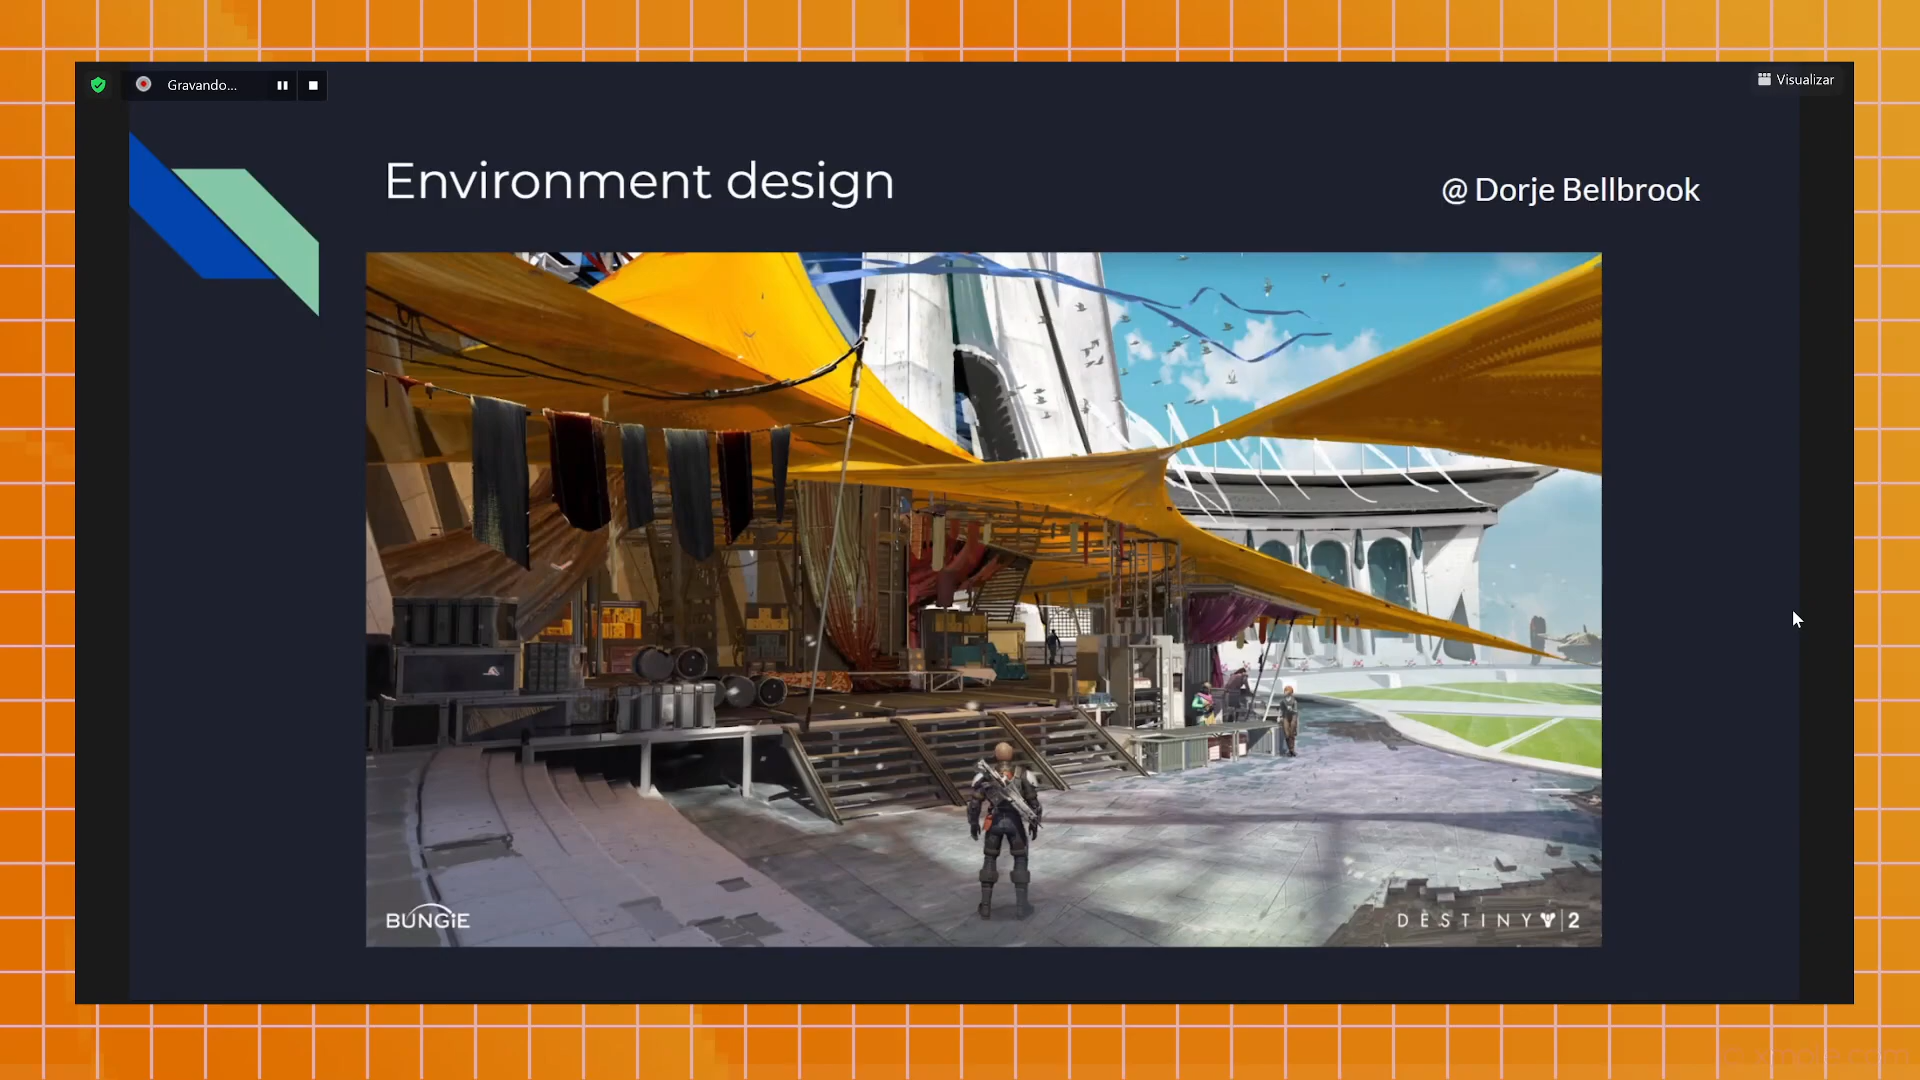 Gravando...
Visualizar
Environment design
@ Dorje Bellbrook
BUNGiE
DESTINY 2